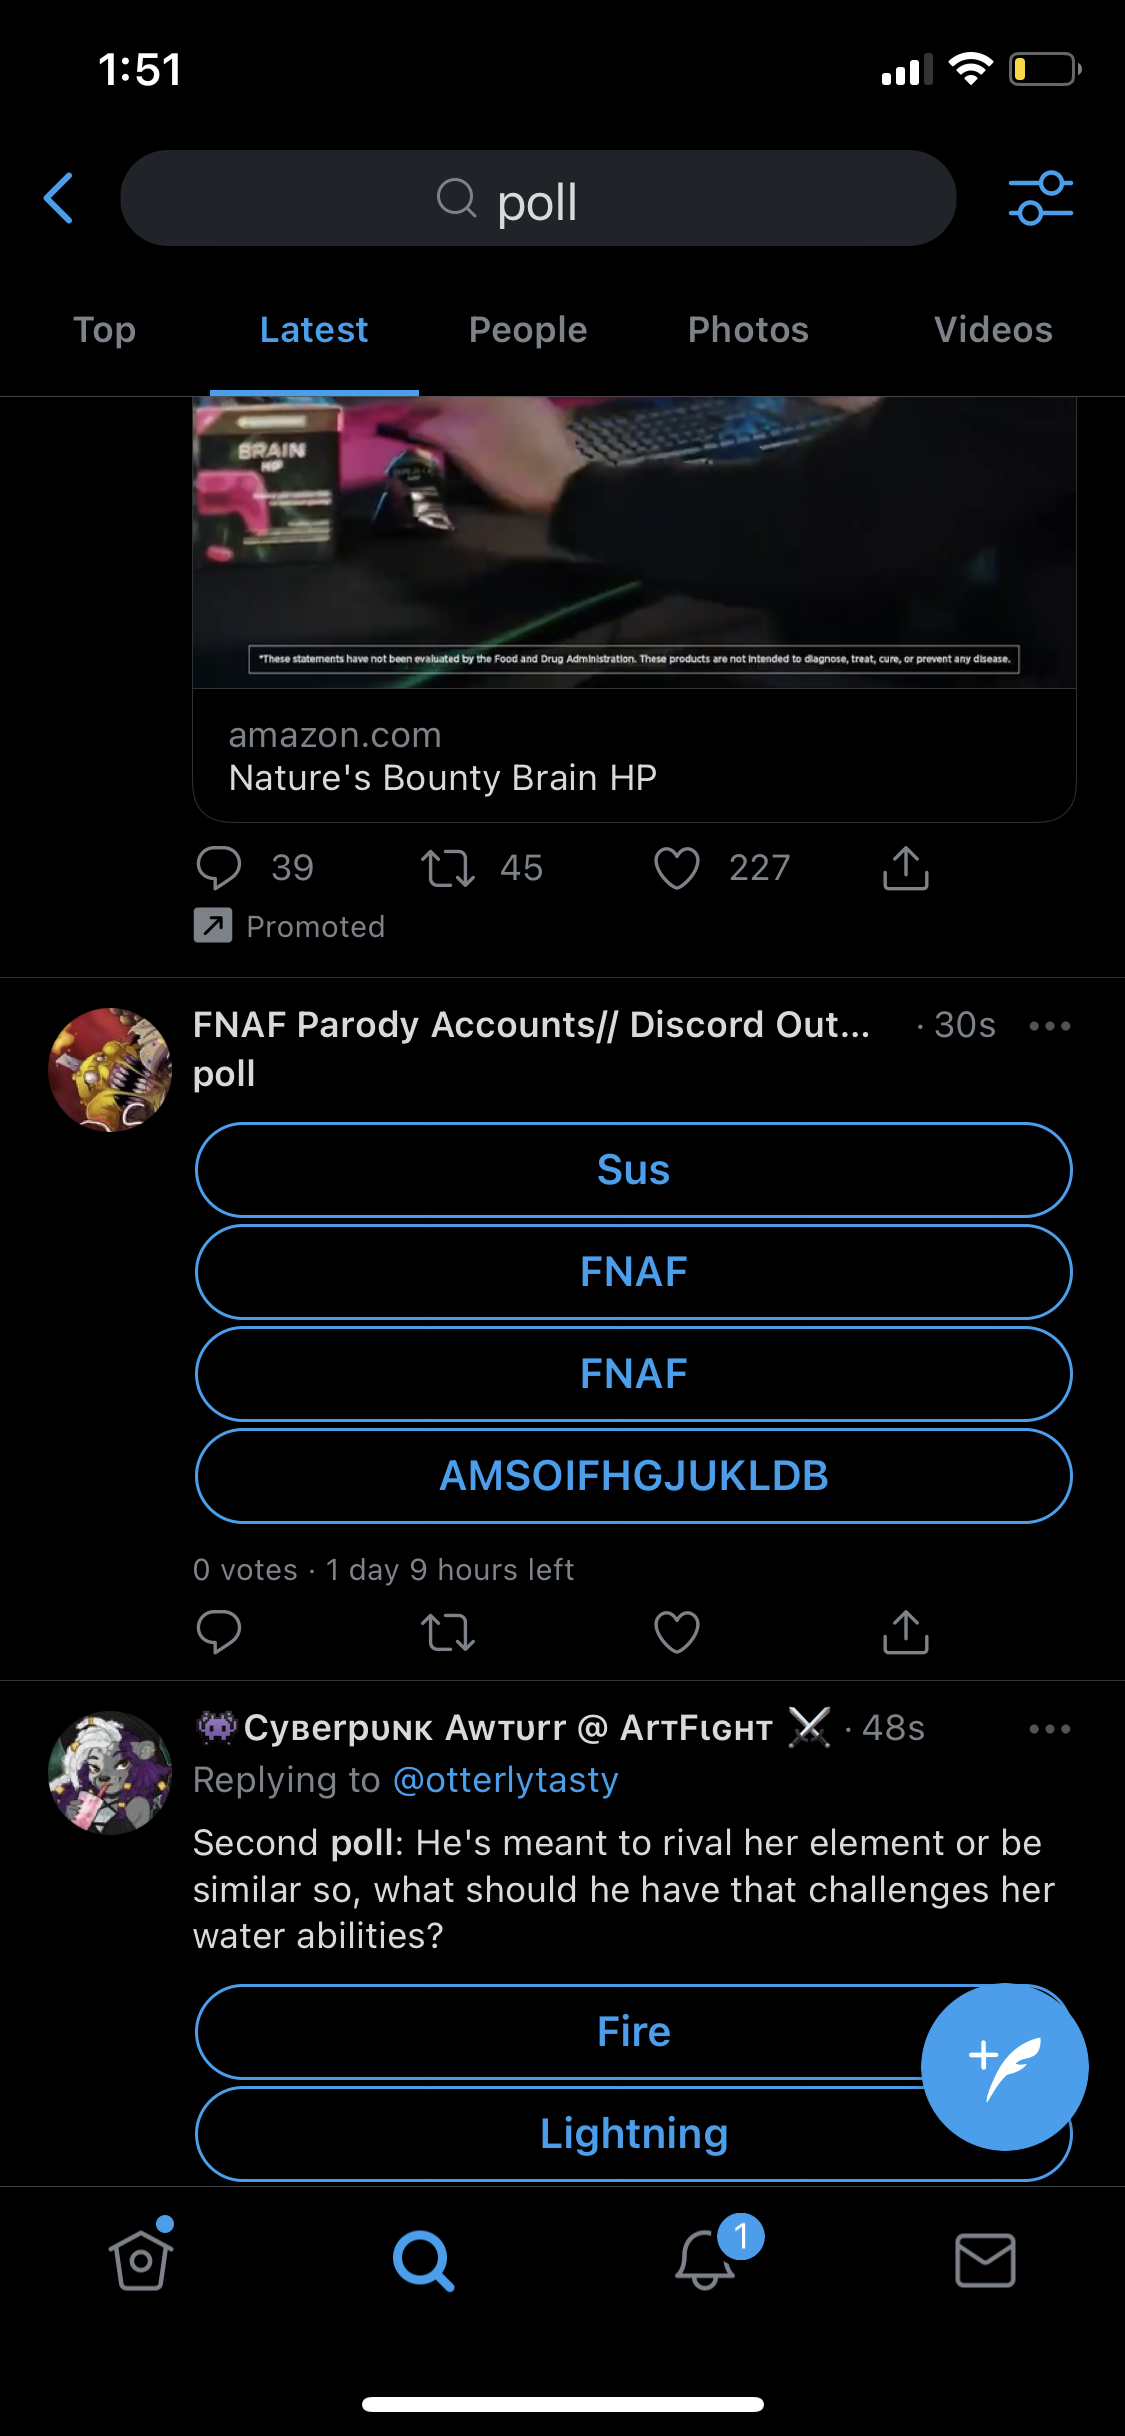 1:51
poll
Top Latest People Photos Videos
BRAIN
HP
*These statements have not been evaluated by the Food and Drug Administration. These products are not intended to diagnose, treat, cure, or prevent any disease.
amazon.com
Nature's Bounty Brain HP
39 45 227
Promoted
FNAF Parody Accounts// Discord Out... · 30s
poll
Sus
FNAF
FNAF
AMSOIFHGJUKLDB
0 votes · 1 day 9 hours left
👾CyʙerpᴜɴK AwTᴜrr @ ArᴛFɩɢʜᴛ ⚔️ · 48s
Replying to @otterlytasty
Second poll: He's meant to rival her element or be
similar so, what should he have that challenges her
water abilities?
Fire
Lightning
1